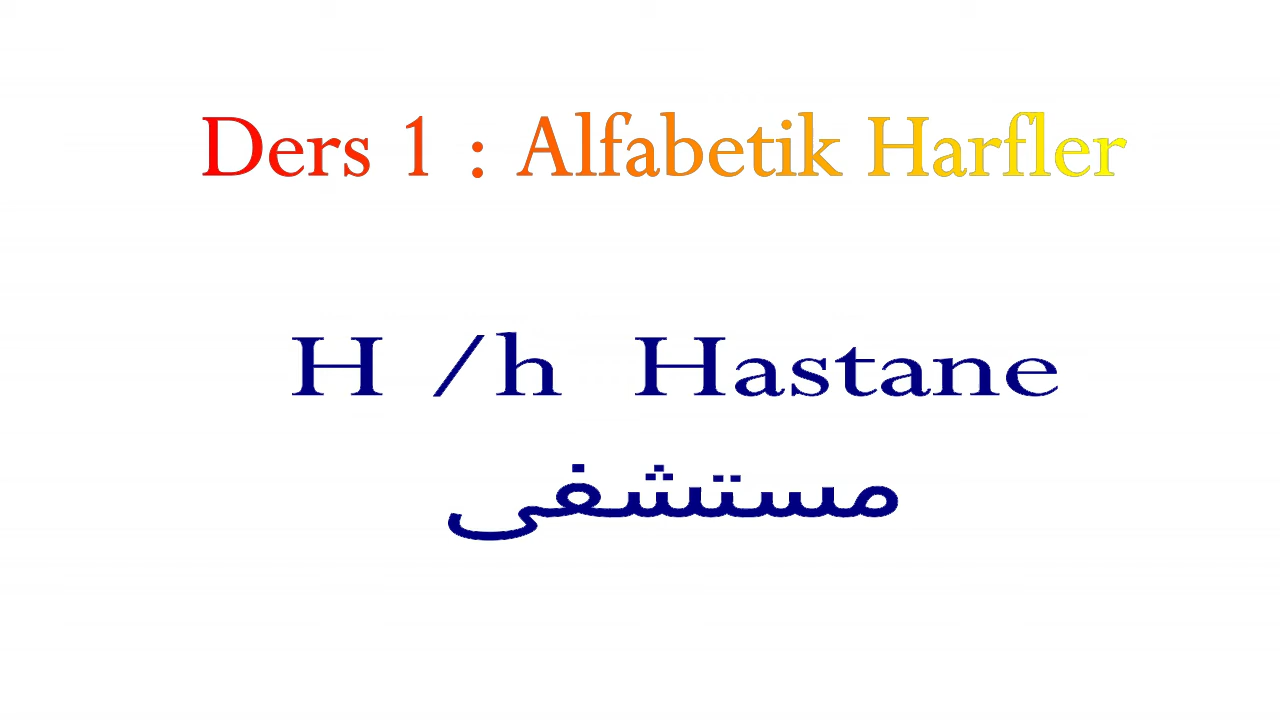 Ders 1 : Alfabetik Harfler
H /h Hastane
مستشفى